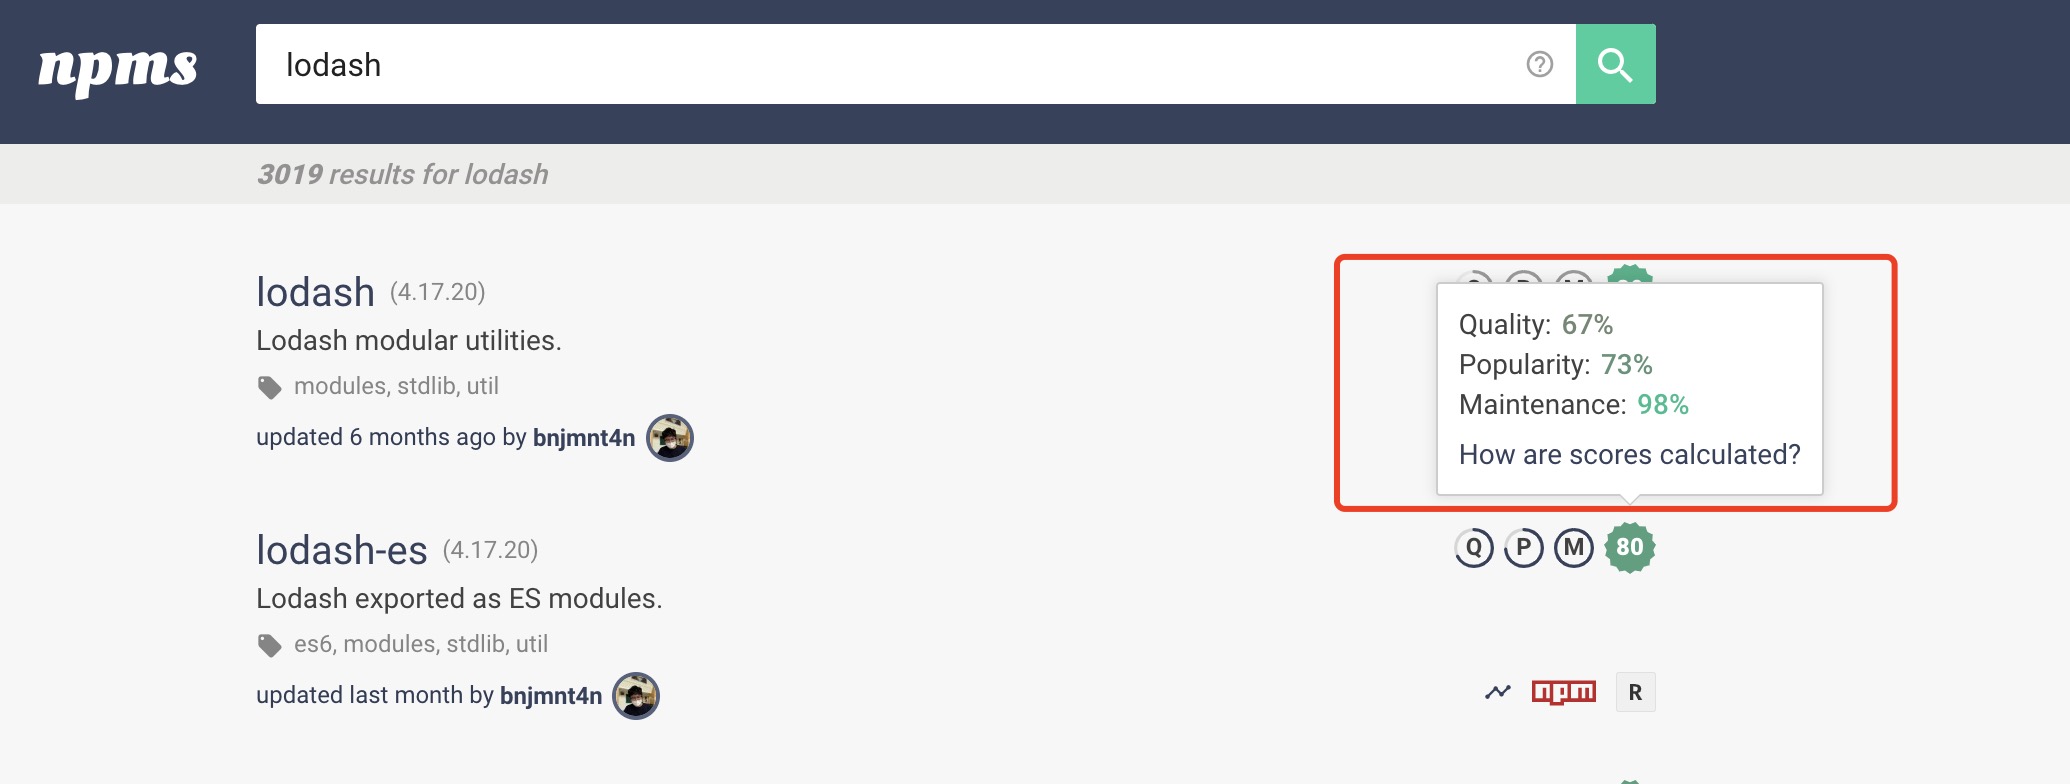 npms
lodash
3019 results for lodash
lodash (4.17.20)
Lodash modular utilities.
modules, stdlib, util
updated 6 months ago by bnjmnt4n
Quality: 67%
Popularity: 73%
Maintenance: 98%
How are scores calculated?
lodash-es (4.17.20)
Q P M 80
Lodash exported as ES modules.
es6, modules, stdlib, util
updated last month by bnjmnt4n
npm R